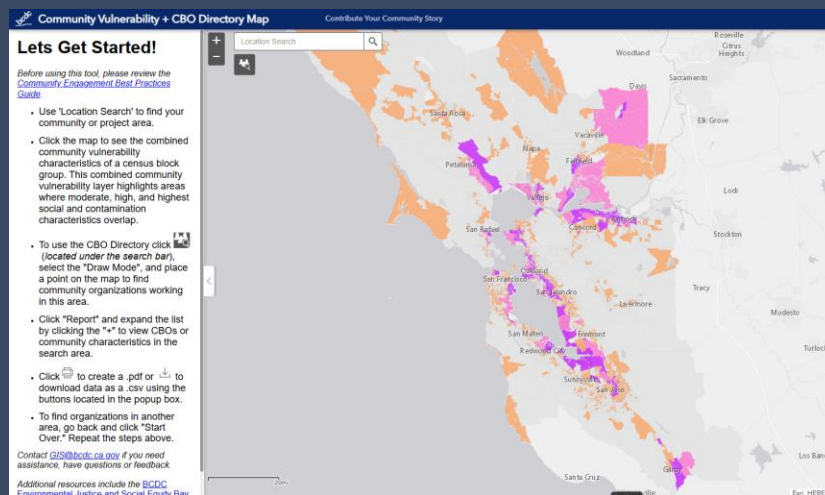 bcdc Community Vulnerability + CBO Directory Map Contribute Your Community Story
Lets Get Started!
Before using this tool, please review the
Community Engagement Best Practices
Guide.
• Use 'Location Search' to find your
community or project area.
• Click the map to see the combined
community vulnerability
characteristics of a census block
group. This combined community
vulnerability layer highlights areas
where moderate, high, and highest
social and contamination
characteristics overlap.
• To use the CBO Directory click
(located under the search bar),
select the "Draw Mode", and place
a point on the map to find
community organizations working
in this area.
• Click "Report" and expand the list
by clicking the "+" to view CBOs or
community characteristics in the
search area.
• Click to create a .pdf or to
download data as a .csv using the
buttons located in the popup box.
• To find organizations in another
area, go back and click "Start
Over." Repeat the steps above.
Contact GIS@bcdc.ca.gov if you need
assistance, have questions or feedback.
Additional resources include the BCDC
Environmental Justice and Social Equity Bay
+
Location Search
−
Roseville
Citrus
Heights
Woodland
Davis
Sacramento
Elk Grove
Santa Rosa
Vacaville
Napa
Fairfield
Petaluma
Vallejo
Lodi
Antioch
Concord
San Rafael
Stockton
Oakland
San Francisco
San Leandro
Tracy
Livermore
Modesto
San Mateo
Fremont
Redwood City
Turlock
Sunnyvale
San Jose
Gilroy
Los Ban
Santa Cruz
20mi
Esri, HERE